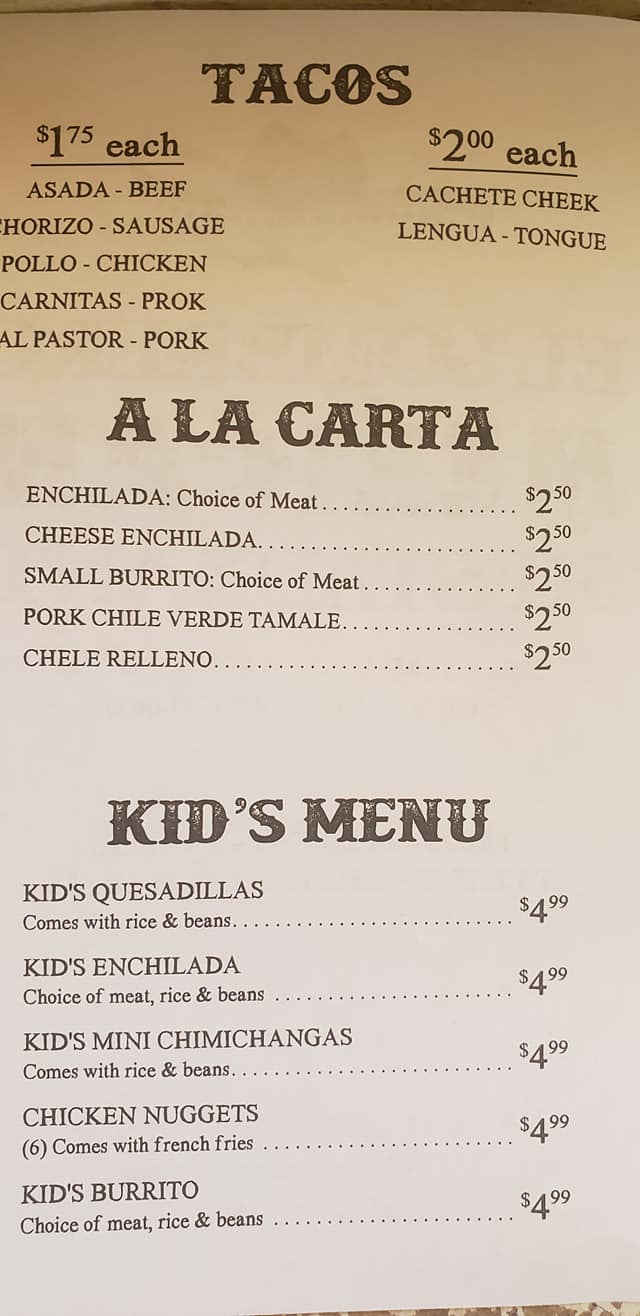 TACOS
$1.75 each
ASADA - BEEF
CHORIZO - SAUSAGE
POLLO - CHICKEN
CARNITAS - PROK
AL PASTOR - PORK
$2.00 each
CACHETE CHEEK
LENGUA - TONGUE
A LA CARTA
ENCHILADA: Choice of Meat.................. $2.50
CHEESE ENCHILADA........................ $2.50
SMALL BURRITO: Choice of Meat.............. $2.50
PORK CHILE VERDE TAMALE................ $2.50
CHELE RELLENO............................ $2.50
KID'S MENU
KID'S QUESADILLAS
Comes with rice & beans.......................... $4.99
KID'S ENCHILADA
Choice of meat, rice & beans ...................... $4.99
KID'S MINI CHIMICHANGAS
Comes with rice & beans.......................... $4.99
CHICKEN NUGGETS
(6) Comes with french fries ....................... $4.99
KID'S BURRITO
Choice of meat, rice & beans ...................... $4.99